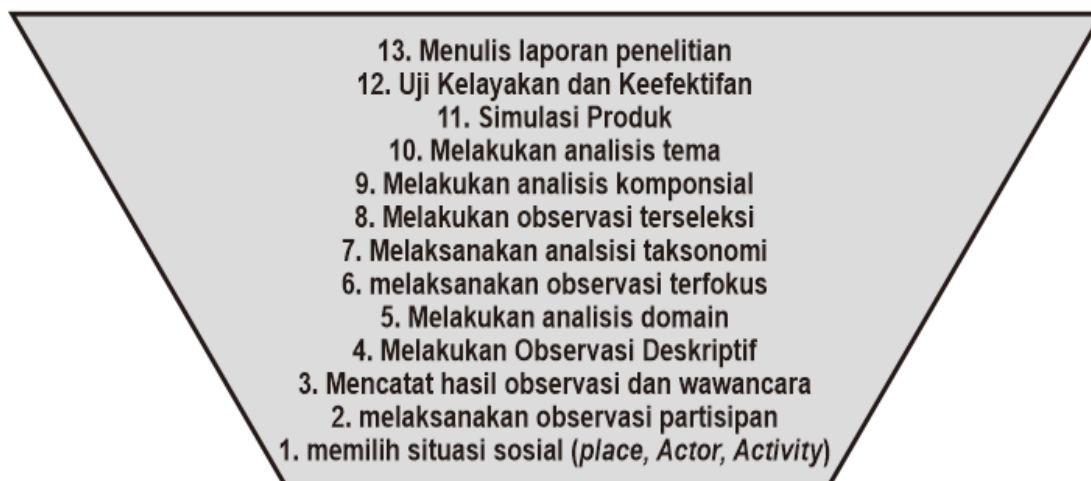 13. Menulis laporan penelitian
12. Uji Kelayakan dan Keefektifan
11. Simulasi Produk
10. Melakukan analisis tema
9. Melakukan analisis komponsial
8. Melakukan observasi terseleksi
7. Melaksanakan analsisi taksonomi
6. melaksanakan observasi terfokus
5. Melakukan analisis domain
4. Melakukan Observasi Deskriptif
3. Mencatat hasil observasi dan wawancara
2. melaksanakan observasi partisipan
1. memilih situasi sosial (place, Actor, Activity)